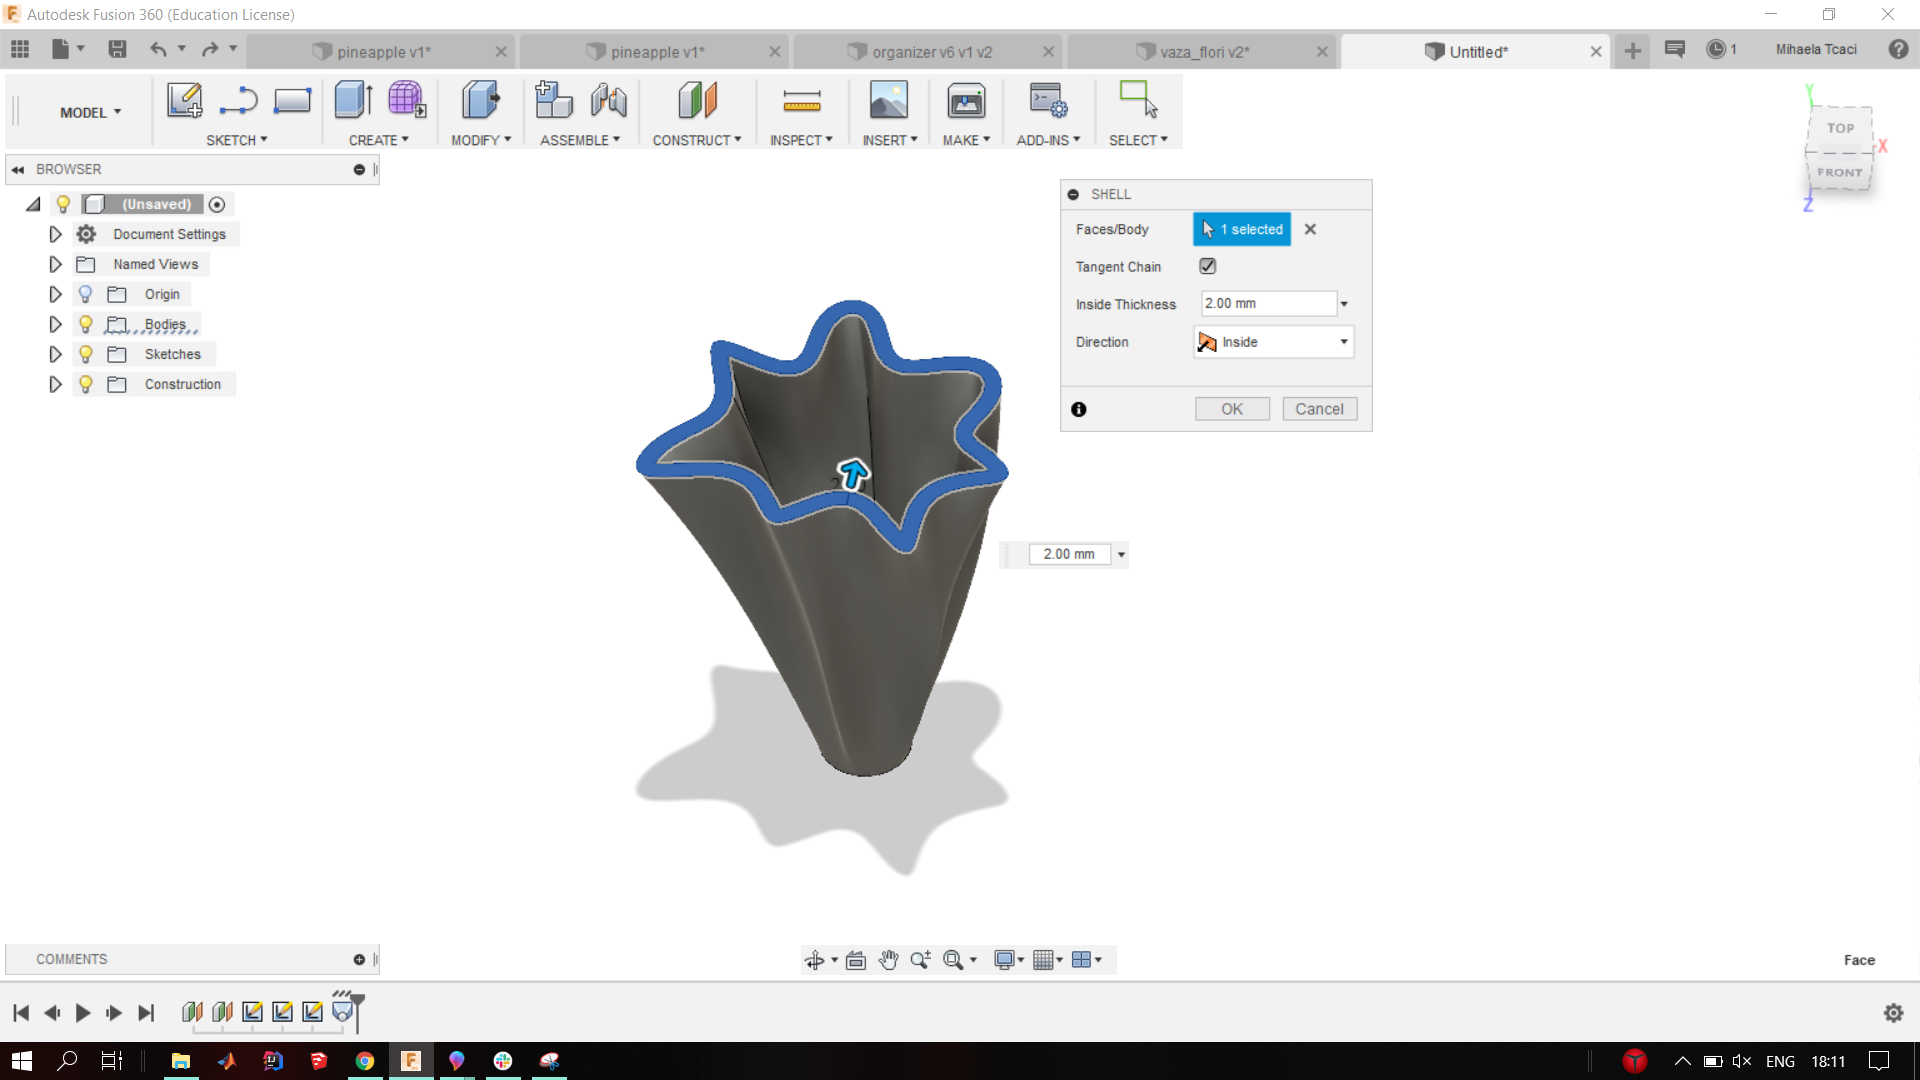 Autodesk Fusion 360 (Education License)
pineapple v1*
pineapple v1*
organizer v6 v1 v2
vaza_flori v2*
Untitled*
1
Mihaela Tcaci
MODEL
SKETCH
CREATE
MODIFY
ASSEMBLE
CONSTRUCT
INSPECT
INSERT
MAKE
ADD-INS
SELECT
Y
TOP
X
FRONT
Z
BROWSER
(Unsaved)
Document Settings
Named Views
Origin
Bodies
Sketches
Construction
SHELL
Faces/Body
1 selected
Tangent Chain
Inside Thickness
2.00 mm
Direction
Inside
OK
Cancel
2.00 mm
COMMENTS
Face
ENG
18:11